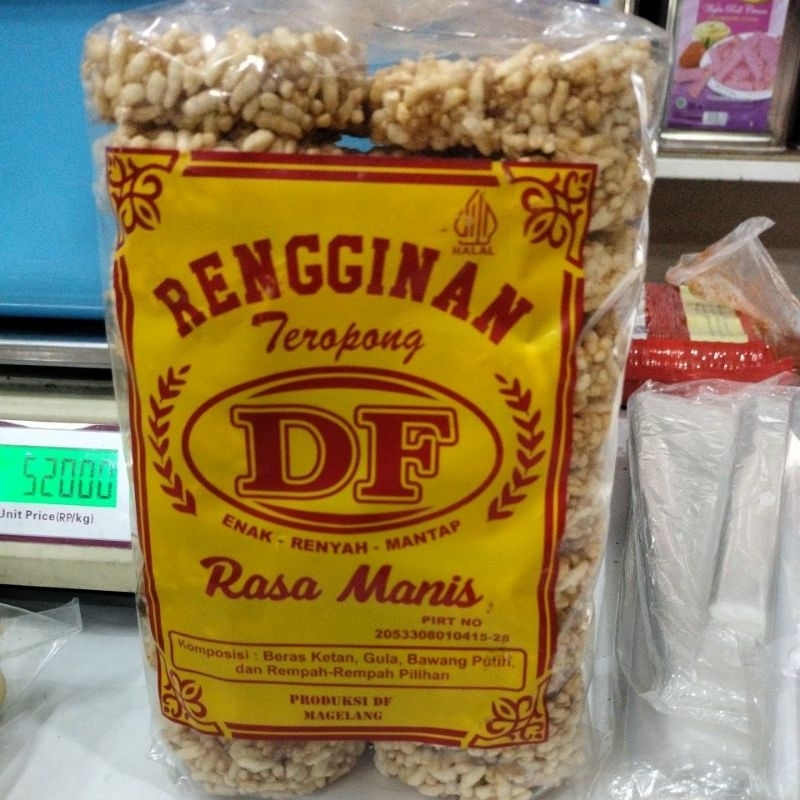 HALAL
RENGGINAN
Teropong
DF
ENAK - RENYAH - MANTAP
Rasa Manis
PIRT NO
2053308010415-28
Komposisi : Beras Ketan, Gula, Bawang Putih,
dan Rempah-Rempah Pilihan
PRODUKSI DF
MAGELANG
52000
Unit Price(RP/kg)